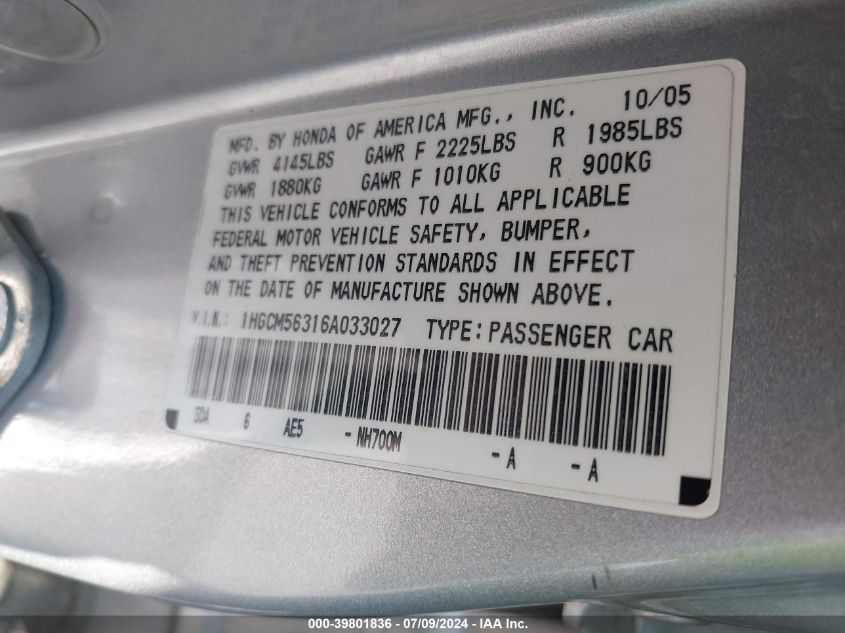 MFD. BY HONDA OF AMERICA MFG., INC. 10/05
GVWR 4145LBS GAWR F 2225LBS R 1985LBS
GVWR 1880KG GAWR F 1010KG R 900KG
THIS VEHICLE CONFORMS TO ALL APPLICABLE
FEDERAL MOTOR VEHICLE SAFETY, BUMPER,
AND THEFT PREVENTION STANDARDS IN EFFECT
ON THE DATE OF MANUFACTURE SHOWN ABOVE.
V.I.N.: 1HGCM56316A033027 TYPE:PASSENGER CAR
SDA 6 AE5 -NH700M -A -A
000-39801836 - 07/09/2024 - IAAI Inc.